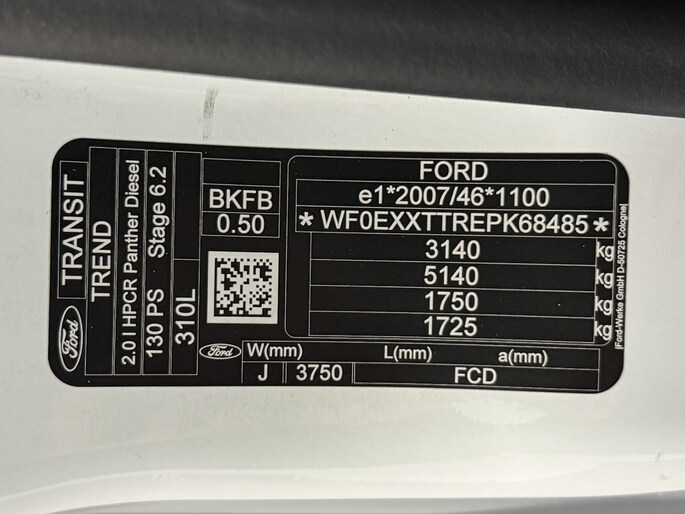 TRANSIT
TREND
2.0 l HPCR Panther Diesel
130 PS Stage 6.2
310L
Ford
BKFB
0.50
FORD
e1*2007/46*1100
* WF0EXXTTREPK68485 *
3140 kg
5140 kg
1750 kg
1725 kg
Ford
W(mm) L(mm) a(mm)
J 3750 FCD
|Ford-Werke GmbH D-50725 Cologne|